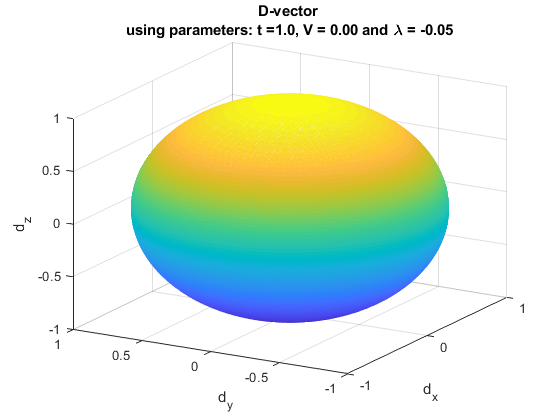 D-vector
using parameters: t =1.0, V = 0.00 and λ = -0.05
1
0.5
0
-0.5
-1
d_z
1
0.5
0
-0.5
-1
d_y
-1
0
1
d_x